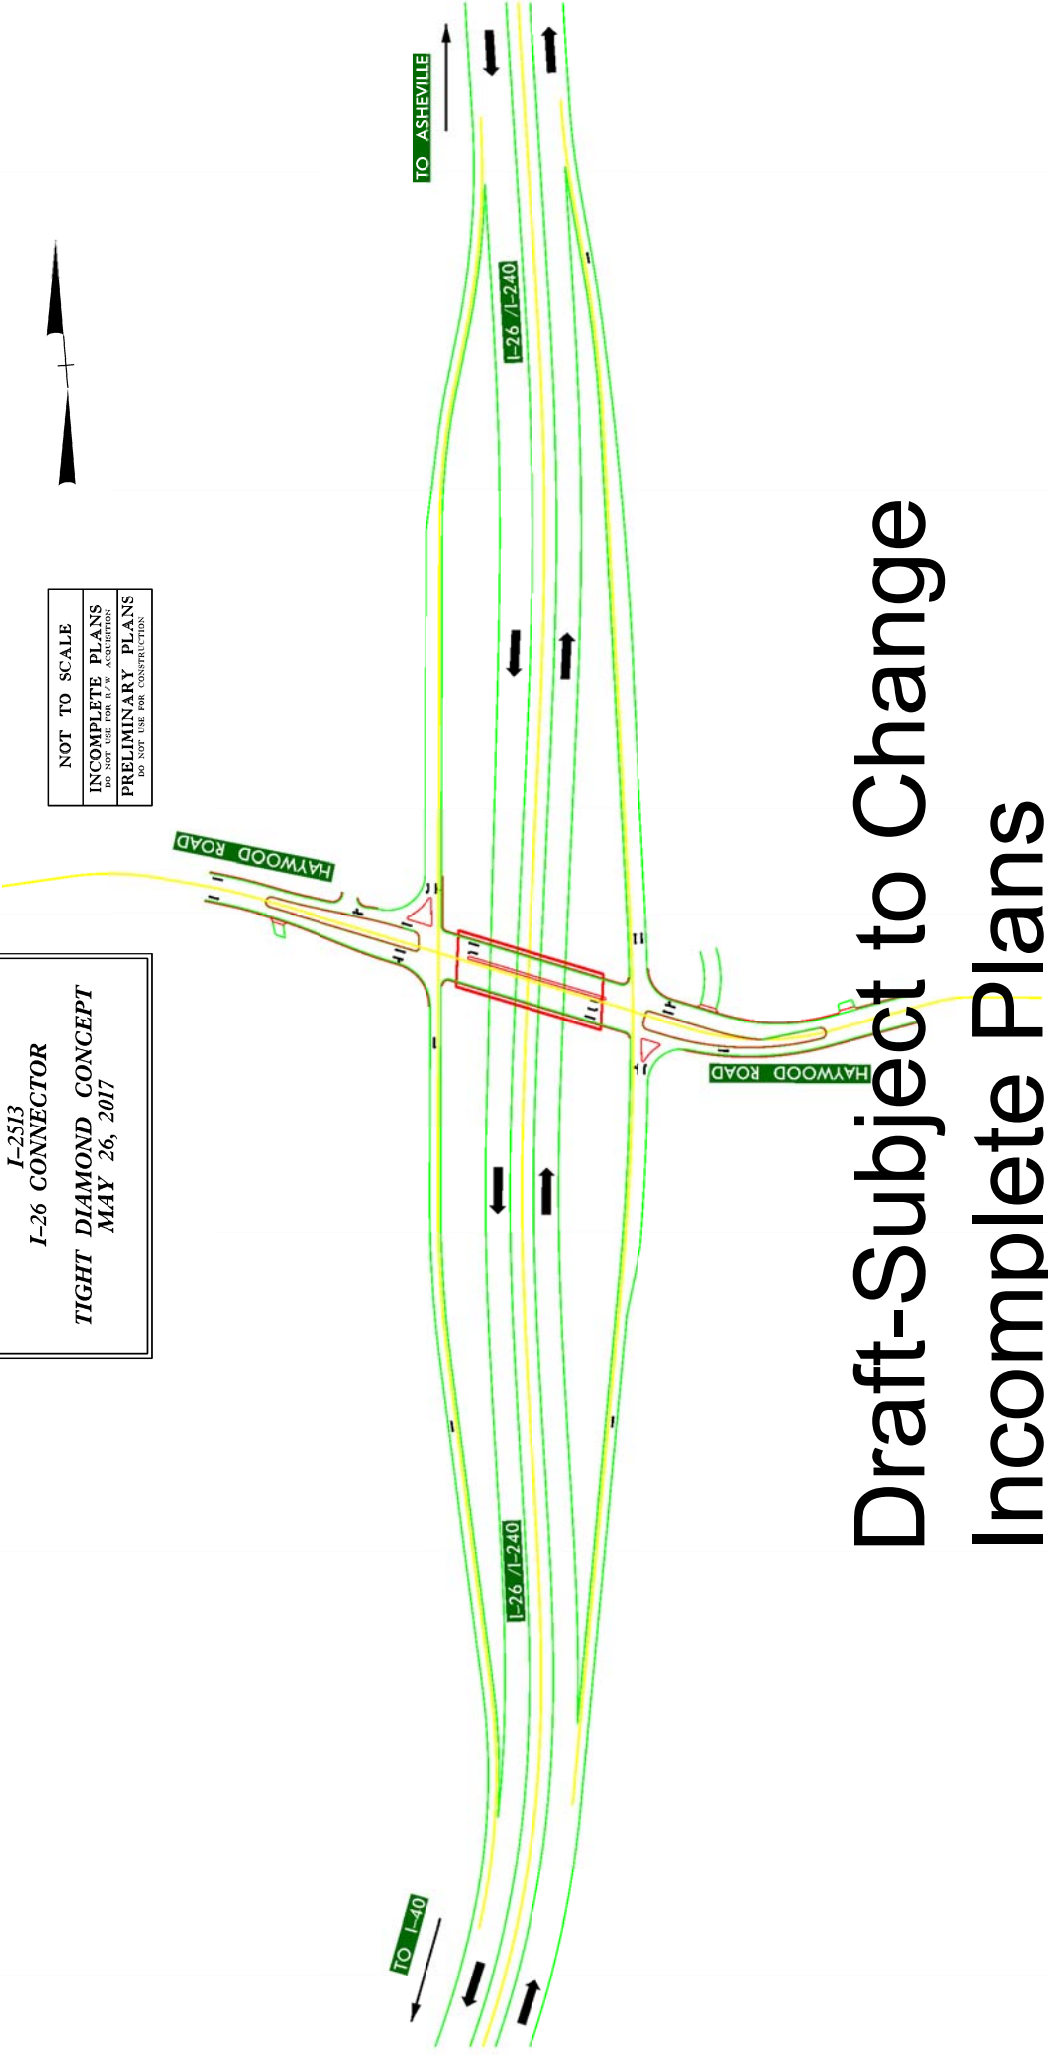 I-2513
I-26 CONNECTOR
TIGHT DIAMOND CONCEPT
MAY 26, 2017
NOT TO SCALE
INCOMPLETE PLANS
DO NOT USE FOR R/W ACQUISITION
PRELIMINARY PLANS
DO NOT USE FOR CONSTRUCTION
HAYWOOD ROAD
TO I-40
TO ASHEVILLE
I-26 /I-240
I-26 /I-240
HAYWOOD ROAD
Draft-Subject to Change
Incomplete Plans